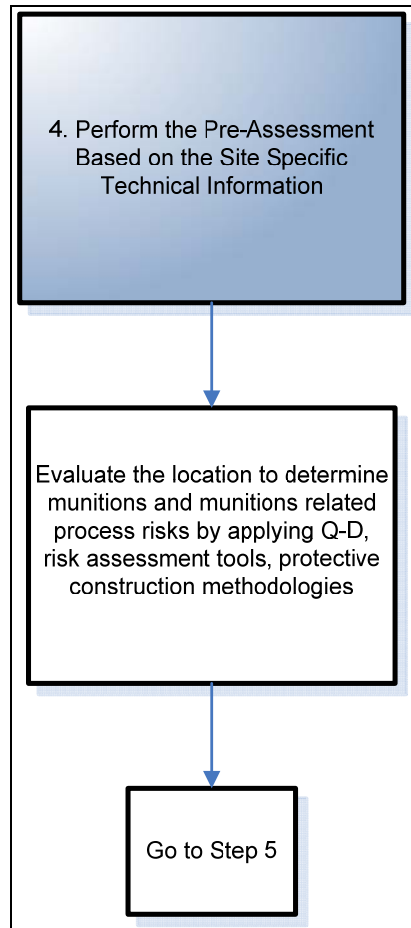 4. Perform the Pre-Assessment
Based on the Site Specific
Technical Information
Evaluate the location to determine
munitions and munitions related
process risks by applying Q-D,
risk assessment tools, protective
construction methodologies
Go to Step 5